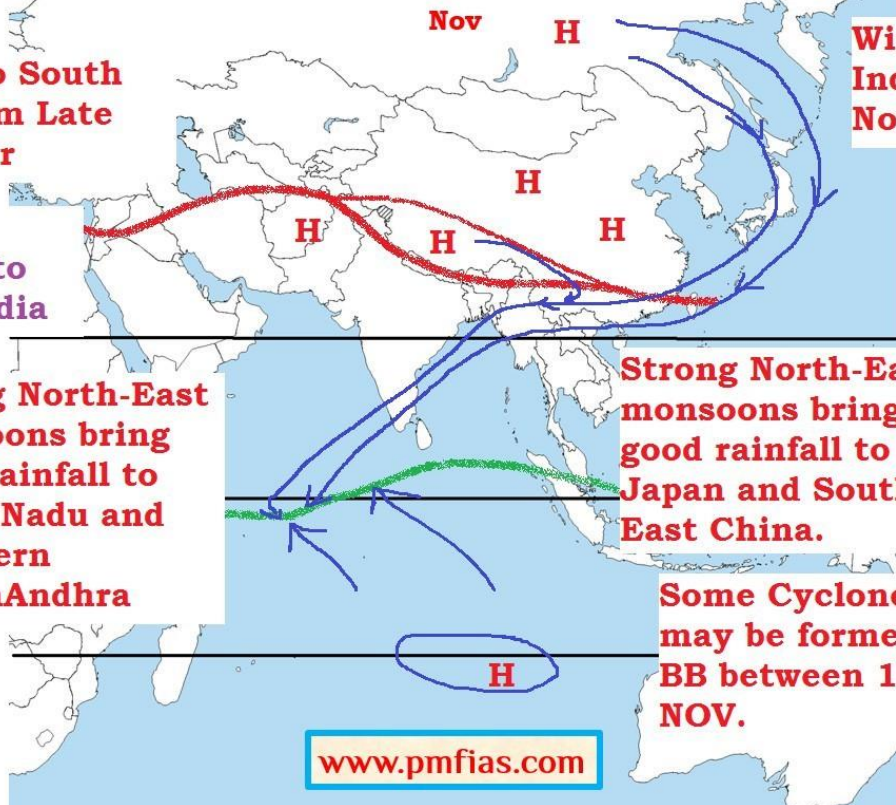 Nov
H
o South
m Late
r
Wi
Inc
No
H
H
H
H
to
dia
g North-East
oons bring
rainfall to
Nadu and
ern
Andhra
Strong North-Ea
monsoons bring
good rainfall to
Japan and Sout
East China.
Some Cyclone
may be forme
BB between 1
NOV.
H
www.pmfias.com